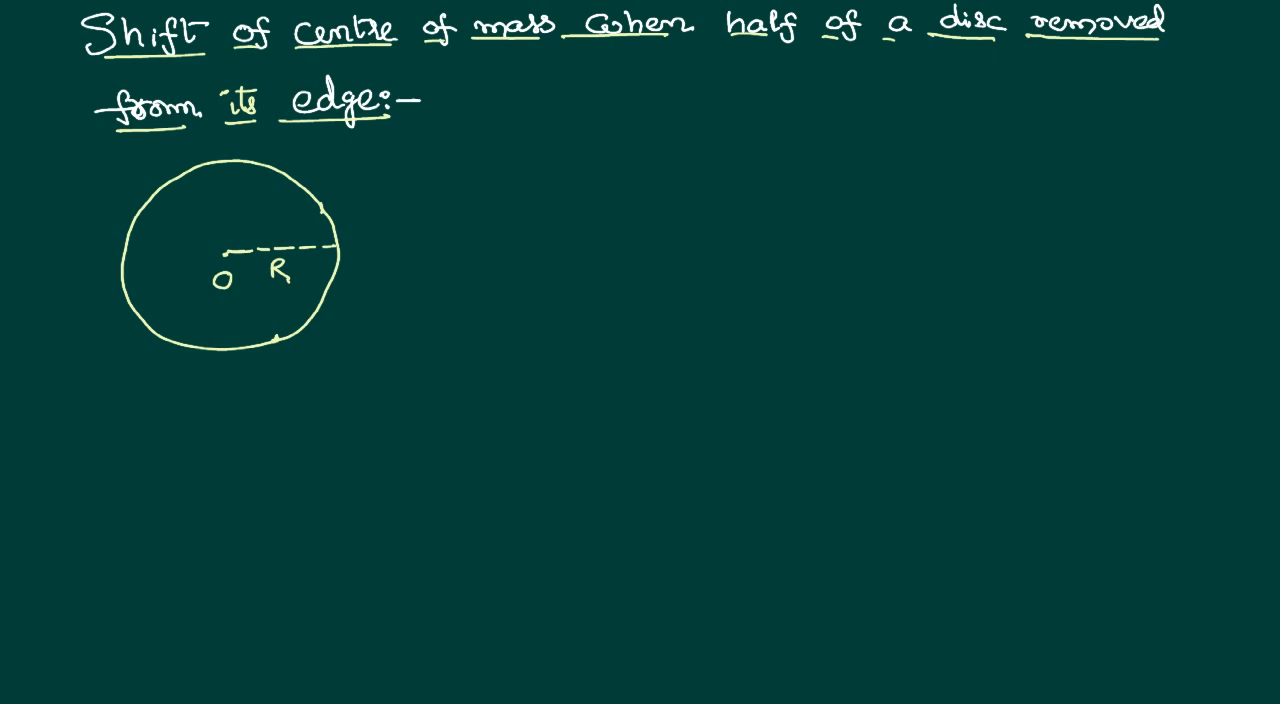 Shift of centre of mass when half of a disc removed
from its edge:-
O R